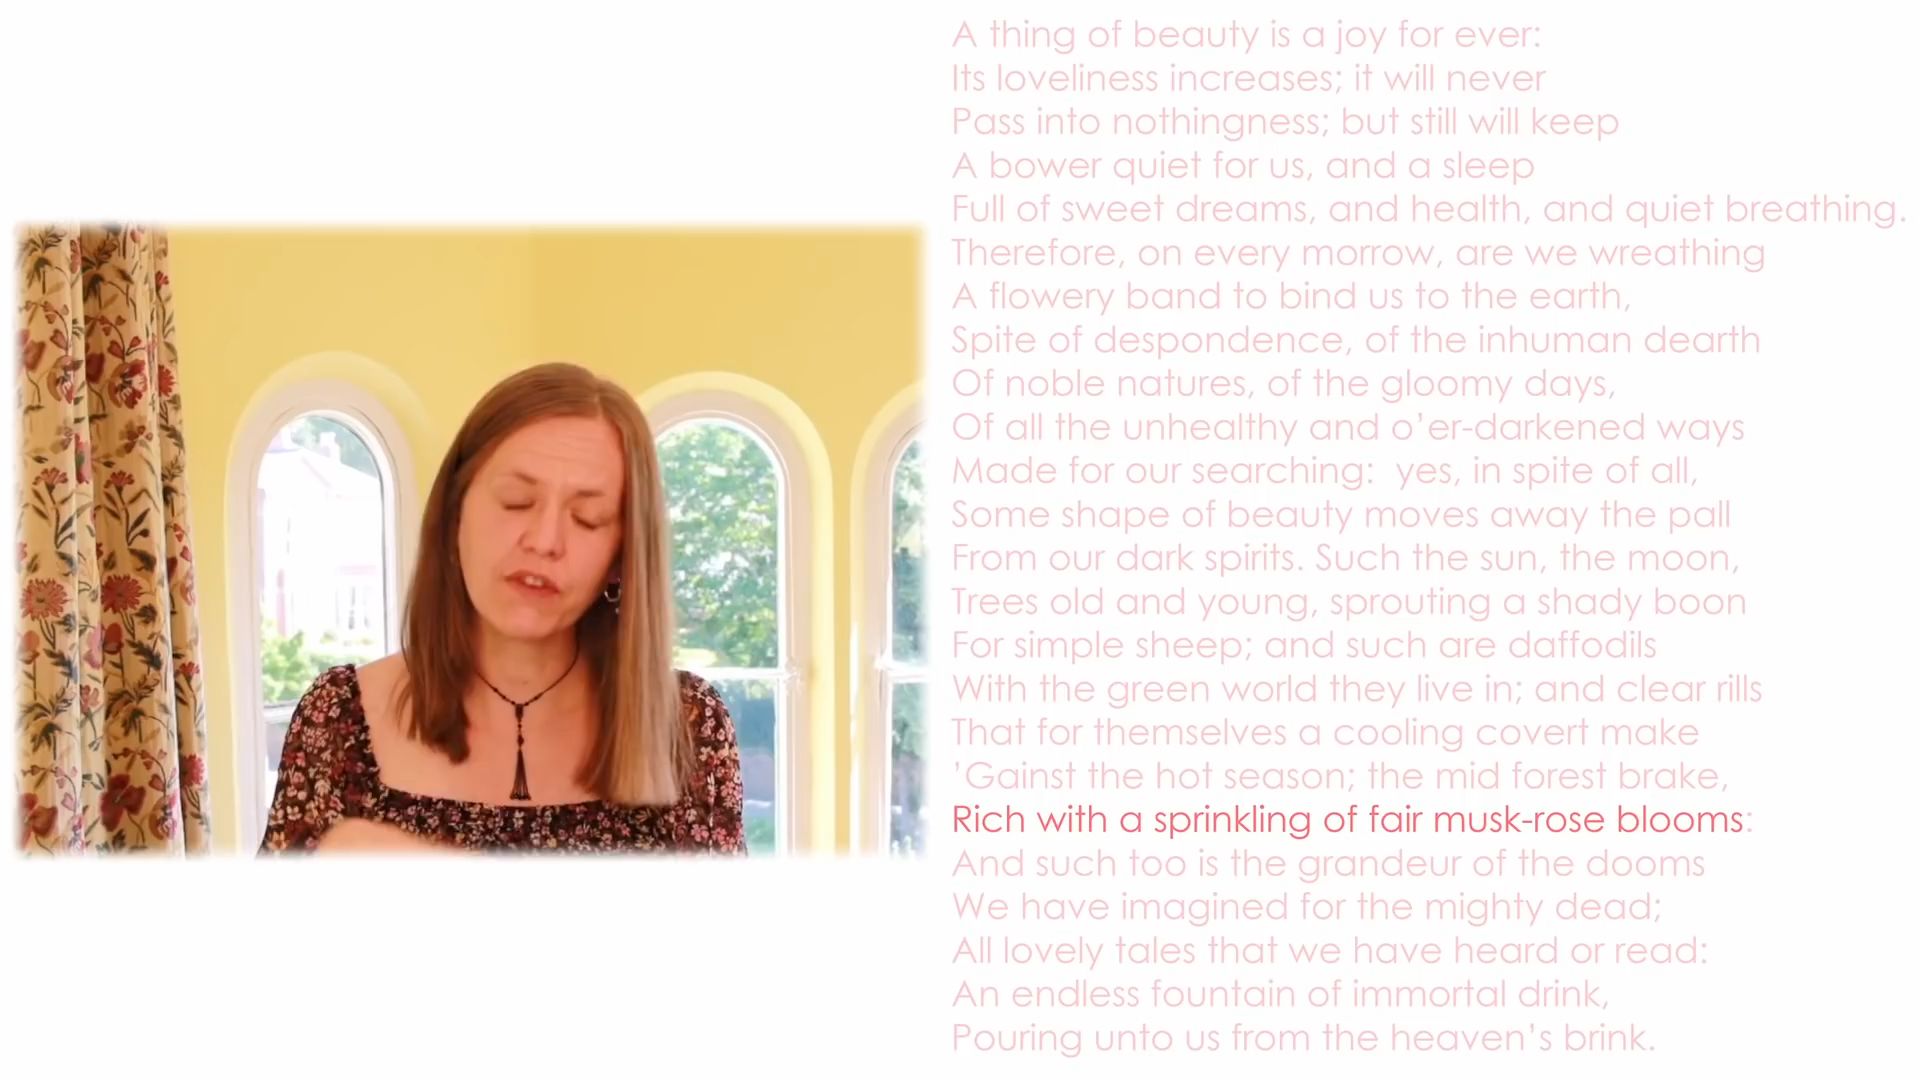 A thing of beauty is a joy for ever:
Its loveliness increases; it will never
Pass into nothingness; but still will keep
A bower quiet for us, and a sleep
Full of sweet dreams, and health, and quiet breathing.
Therefore, on every morrow, are we wreathing
A flowery band to bind us to the earth,
Spite of despondence, of the inhuman dearth
Of noble natures, of the gloomy days,
Of all the unhealthy and o’er-darkened ways
Made for our searching:  yes, in spite of all,
Some shape of beauty moves away the pall
From our dark spirits. Such the sun, the moon,
Trees old and young, sprouting a shady boon
For simple sheep; and such are daffodils
With the green world they live in; and clear rills
That for themselves a cooling covert make
’Gainst the hot season; the mid forest brake,
Rich with a sprinkling of fair musk-rose blooms:
And such too is the grandeur of the dooms
We have imagined for the mighty dead;
All lovely tales that we have heard or read:
An endless fountain of immortal drink,
Pouring unto us from the heaven’s brink.